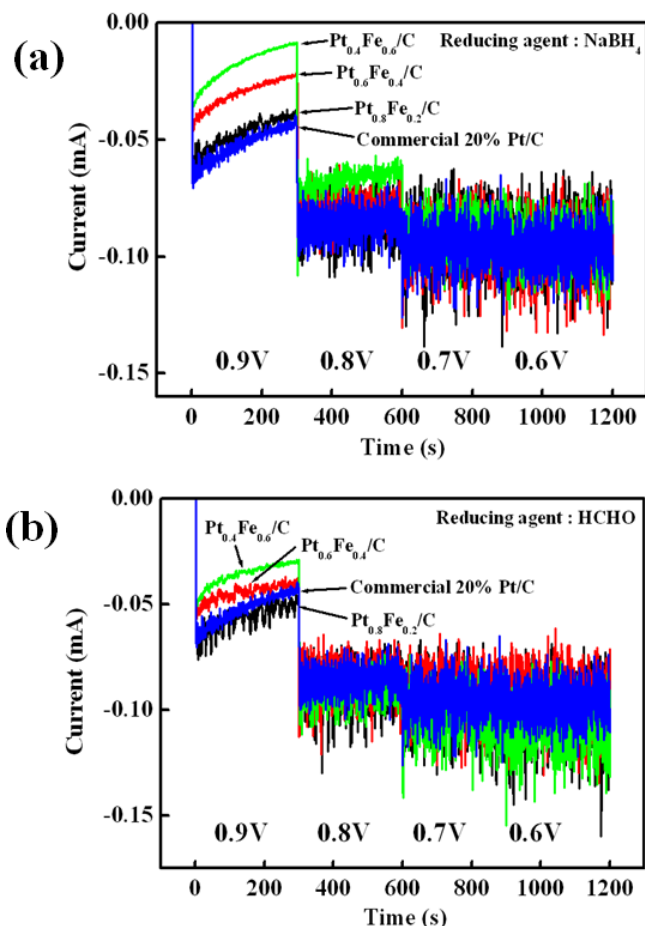 (a)
0.00
-0.05
-0.10
-0.15
Current (mA)
Pt0.4Fe0.6/C
Reducing agent : NaBH4
Pt0.6Fe0.4/C
Pt0.8Fe0.2/C
Commercial 20% Pt/C
0.9V 0.8V 0.7V 0.6V
0 200 400 600 800 1000 1200
Time (s)
(b)
0.00
-0.05
-0.10
-0.15
Current (mA)
Reducing agent : HCHO
Pt0.4Fe0.6/C
Pt0.6Fe0.4/C
Commercial 20% Pt/C
Pt0.8Fe0.2/C
0.9V 0.8V 0.7V 0.6V
0 200 400 600 800 1000 1200
Time (s)